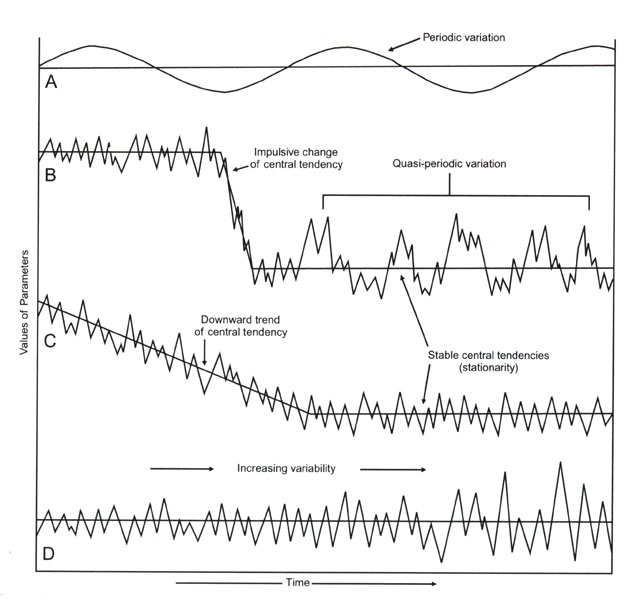 Periodic variation
A
Impulsive change
of central tendency
Quasi-periodic variation
B
Values of Parameters
Downward trend
of central tendency
C
Stable central tendencies
(stationarity)
Increasing variability
D
Time